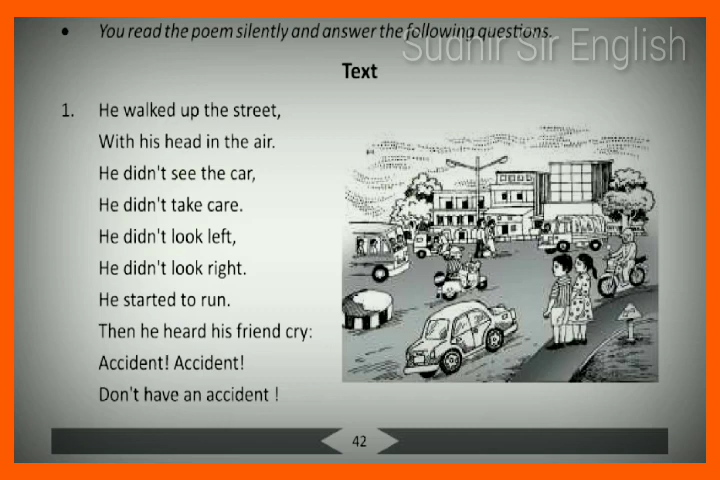 • You read the poem silently and answer the following questions.
Sudhir Sir English
Text
1. He walked up the street,
With his head in the air.
He didn't see the car,
He didn't take care.
He didn't look left,
He didn't look right.
He started to run.
Then he heard his friend cry:
Accident! Accident!
Don't have an accident !
42